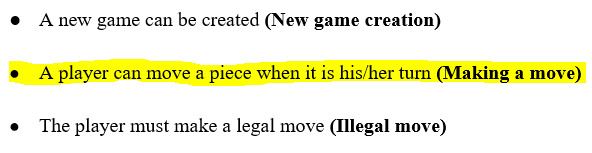 ● A new game can be created (New game creation)
● A player can move a piece when it is his/her turn (Making a move)
● The player must make a legal move (Illegal move)